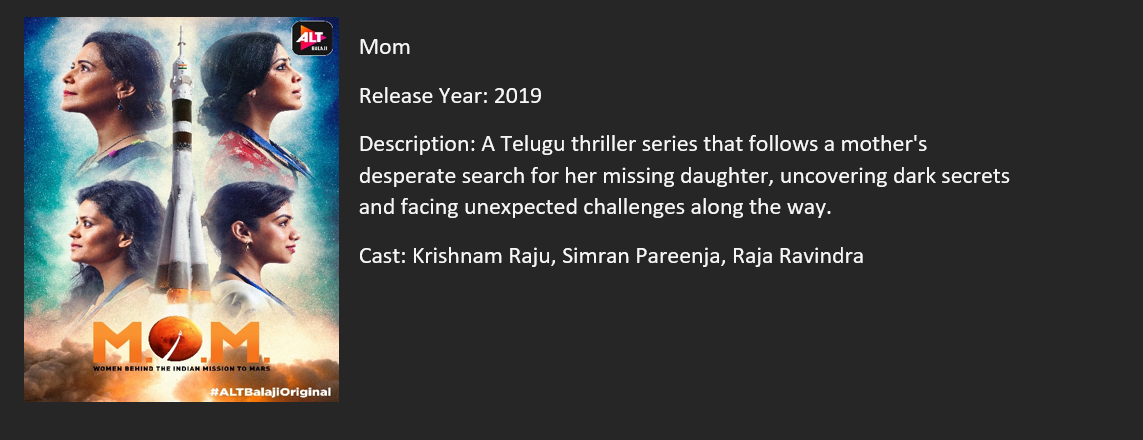 ALT
BALAJI
Mom
Release Year: 2019
Description: A Telugu thriller series that follows a mother's
desperate search for her missing daughter, uncovering dark secrets
and facing unexpected challenges along the way.
Cast: Krishnam Raju, Simran Pareenja, Raja Ravindra
M.O.M.
WOMEN BEHIND THE INDIAN MISSION TO MARS
#ALTBalajiOriginal